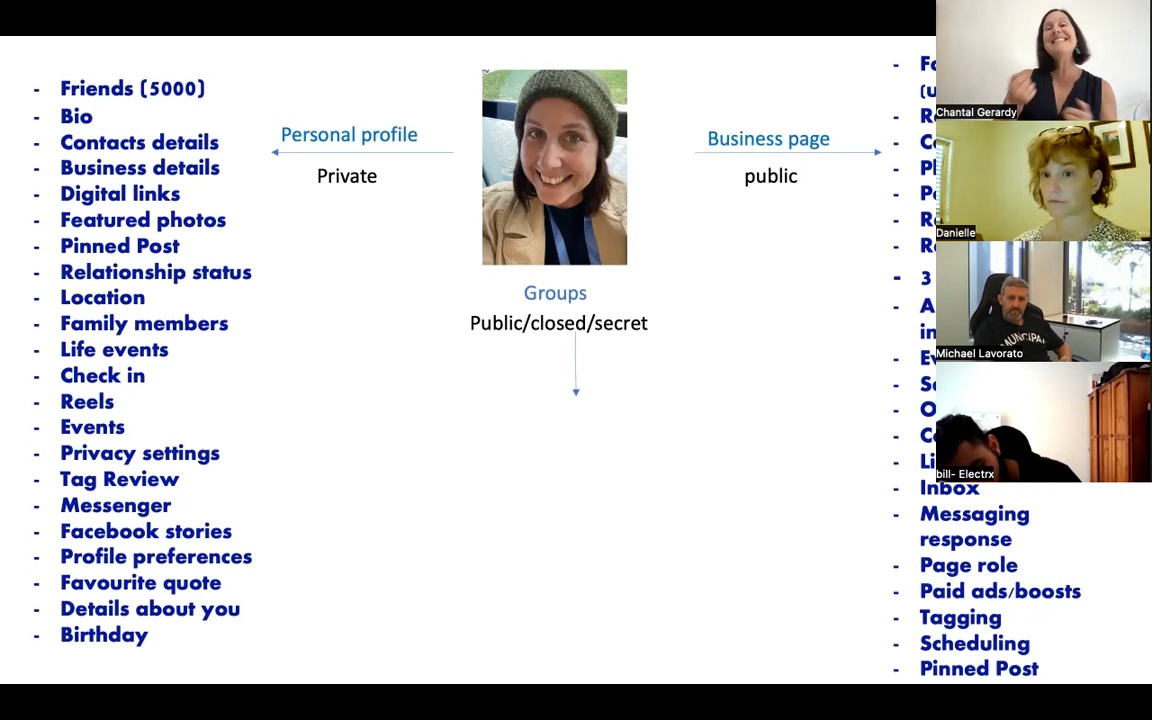 - Friends (5000)
- Bio
- Contacts details
- Business details
- Digital links
- Featured photos
- Pinned Post
- Relationship status
- Location
- Family members
- Life events
- Check in
- Reels
- Events
- Privacy settings
- Tag Review
- Messenger
- Facebook stories
- Profile preferences
- Favourite quote
- Details about you
- Birthday
Personal profile
Private
Groups
Public/closed/secret
Business page
public
- 3
- Inbox
- Messaging
response
- Page role
- Paid ads/boosts
- Tagging
- Scheduling
- Pinned Post
Chantal Gerardy
Danielle
MUNICIPAL
Michael Lavorato
bill- Electrx